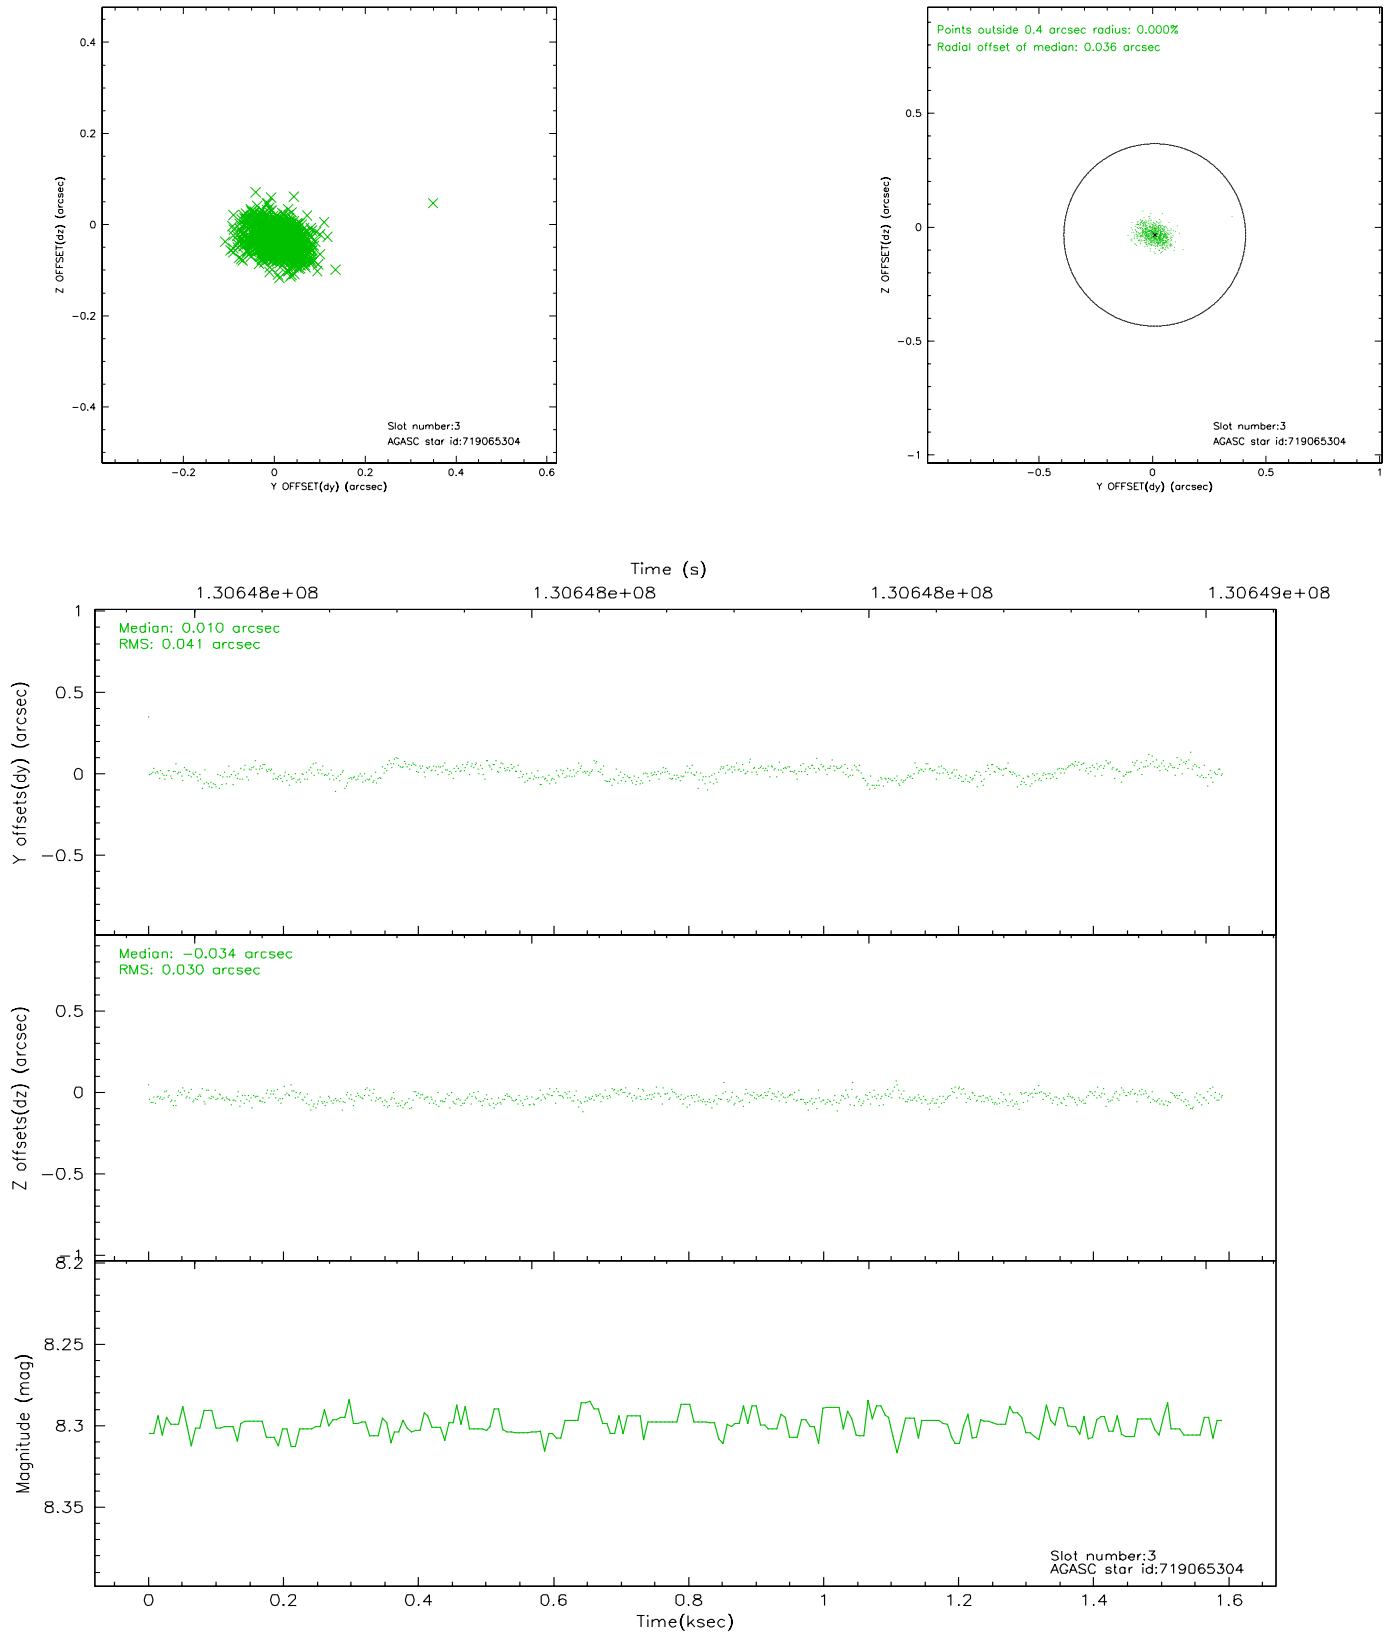 0.4
0.2
0
−0.2
−0.4
Z OFFSET(dz) (arcsec)
Slot number:3
AGASC star id:719065304
−0.2
0
0.2
0.4
0.6
Y OFFSET(dy) (arcsec)
Points outside 0.4 arcsec radius: 0.000%
Radial offset of median: 0.036 arcsec
0.5
0
−0.5
−1
Z OFFSET(dz) (arcsec)
Slot number:3
AGASC star id:719065304
−0.5
0
0.5
1
Y OFFSET(dy) (arcsec)
Time (s)
1.30648e+08
1.30648e+08
1.30648e+08
1.30649e+08
Median: 0.010 arcsec
RMS: 0.041 arcsec
1
0.5
0
−0.5
Y offsets(dy) (arcsec)
Median: −0.034 arcsec
RMS: 0.030 arcsec
0.5
0
−0.5
−1
Z offsets(dz) (arcsec)
8.2
8.25
8.3
8.35
Magnitude (mag)
Slot number:3
AGASC star id:719065304
0
0.2
0.4
0.6
0.8
1
1.2
1.4
1.6
Time(ksec)